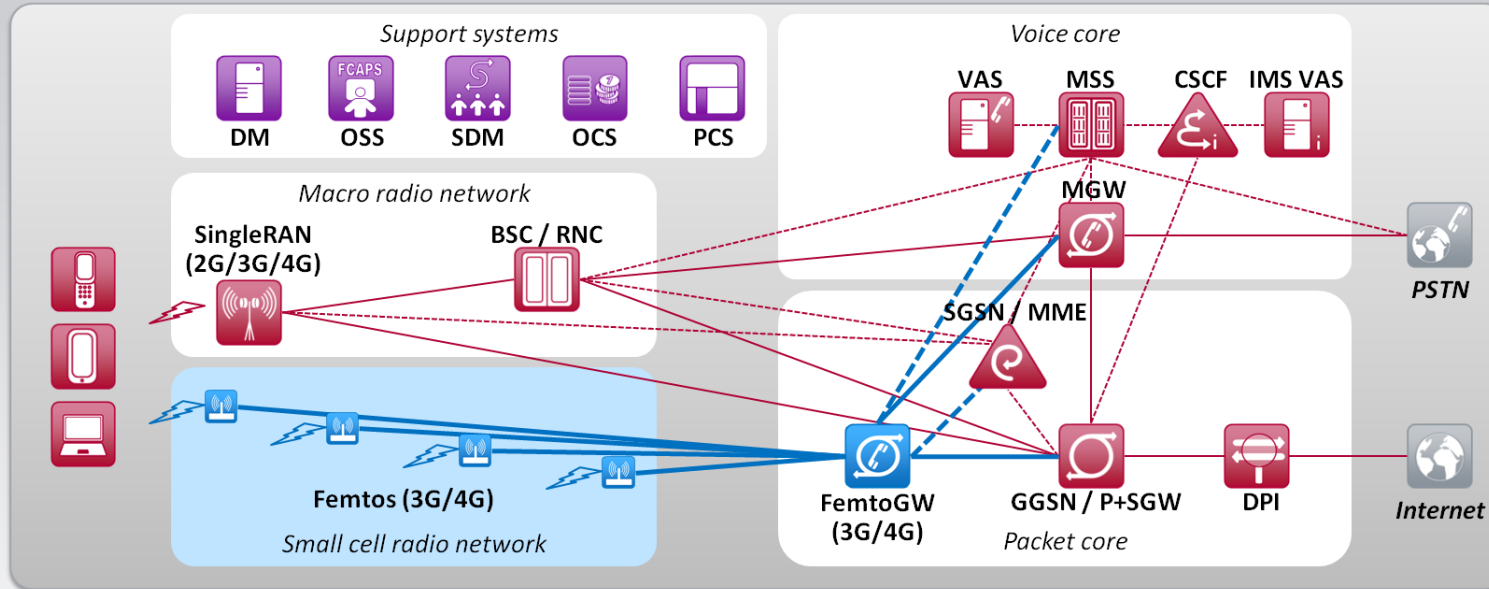 Support systems
FCAPS
DM
OSS
SDM
OCS
PCS
Voice core
VAS
MSS
CSCF
IMS VAS
i
i
MGW
PSTN
Macro radio network
SingleRAN
(2G/3G/4G)
BSC / RNC
SGSN / MME
Femtos (3G/4G)
Small cell radio network
FemtoGW
(3G/4G)
GGSN / P+SGW
DPI
Internet
Packet core